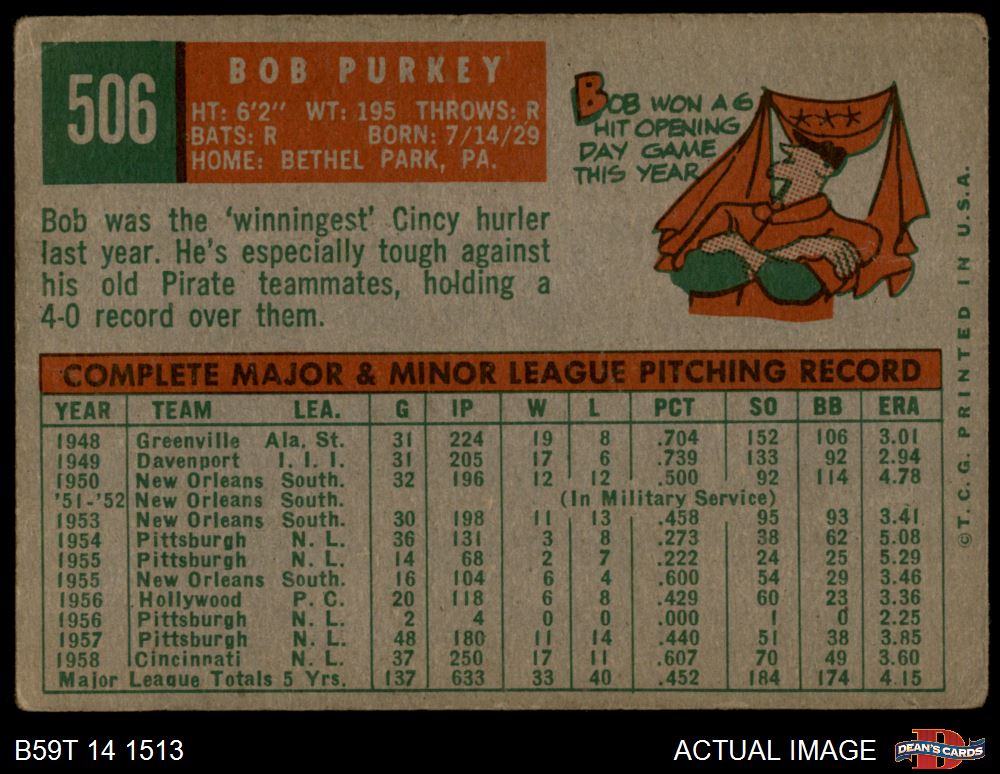 506
BOB PURKEY
HT: 6'2" WT: 195 THROWS: R
BATS: R BORN: 7/14/29
HOME: BETHEL PARK, PA.
BOB WON A 6
HIT OPENING
DAY GAME
THIS YEAR
Bob was the 'winningest' Cincy hurler
last year. He's especially tough against
his old Pirate teammates, holding a
4-0 record over them.
COMPLETE MAJOR & MINOR LEAGUE PITCHING RECORD
YEAR TEAM LEA. G IP W L PCT SO BB ERA
1948 Greenville Ala. St. 31 224 19 8 .704 152 106 3.01
1949 Davenport I. I. I. 31 205 17 6 .739 133 92 2.94
1950 New Orleans South. 32 196 12 12 .500 92 114 4.78
'51-'52 New Orleans South. (In Military Service)
1953 New Orleans South. 30 198 11 13 .458 95 93 3.41
1954 Pittsburgh N. L. 36 131 3 8 .273 38 62 5.08
1955 Pittsburgh N. L. 14 68 2 7 .222 24 25 5.29
1955 New Orleans South. 16 104 6 4 .600 54 29 3.46
1956 Hollywood P. C. 20 118 6 8 .429 60 23 3.36
1956 Pittsburgh N. L. 2 4 0 0 .000 1 0 2.25
1957 Pittsburgh N. L. 48 180 11 14 .440 51 38 3.85
1958 Cincinnati N. L. 37 250 17 11 .607 70 49 3.60
Major League Totals 5 Yrs. 137 633 33 40 .452 184 174 4.15
©T. C. G. PRINTED IN U.S.A.
B59T 14 1513
ACTUAL IMAGE
DEAN'S CARDS